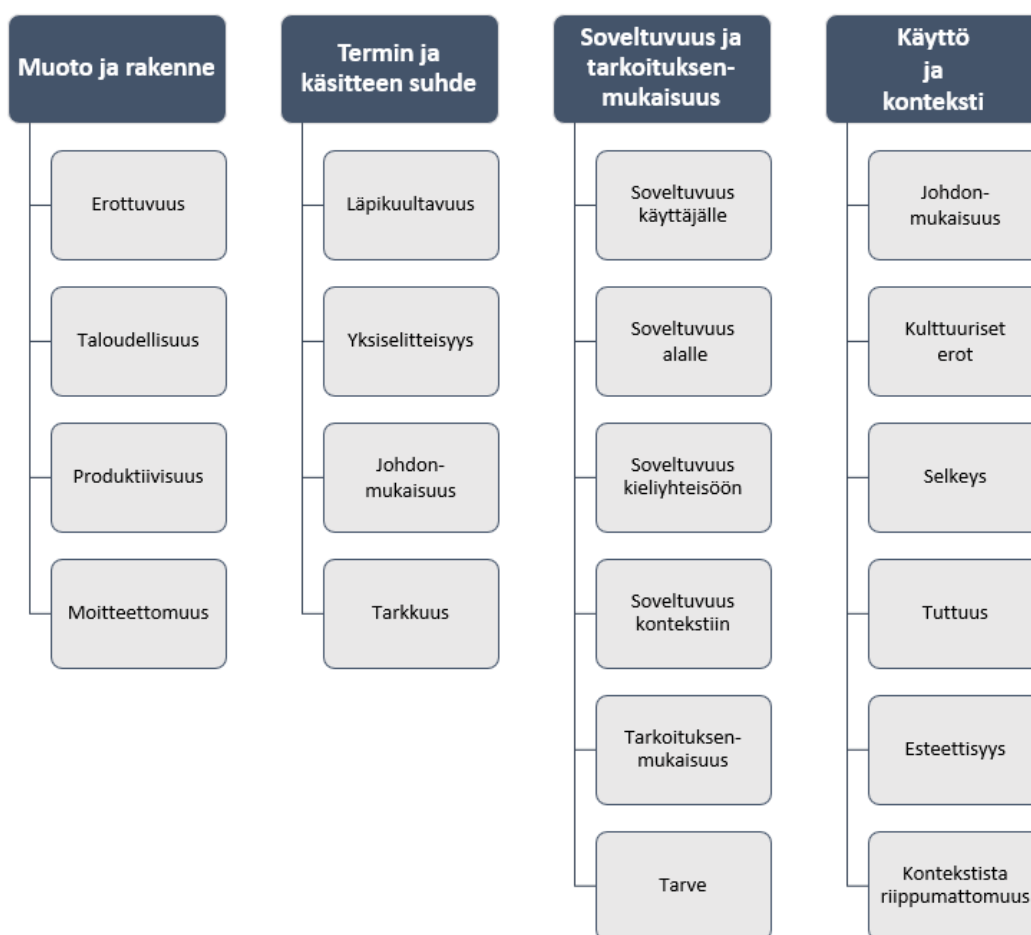 Muoto ja rakenne
Erottuvuus
Taloudellisuus
Produktiivisuus
Moitteettomuus
Termin ja
käsitteen suhde
Läpikuultavuus
Yksiselitteisyys
Johdon-
mukaisuus
Tarkkuus
Soveltuvuus ja
tarkoituksen-
mukaisuus
Soveltuvuus
käyttäjälle
Soveltuvuus
alalle
Soveltuvuus
kieliyhteisöön
Soveltuvuus
kontekstiin
Tarkoituksen-
mukaisuus
Tarve
Käyttö
ja
konteksti
Johdon-
mukaisuus
Kulttuuriset
erot
Selkeys
Tuttuus
Esteettisyys
Kontekstista
riippumattomuus